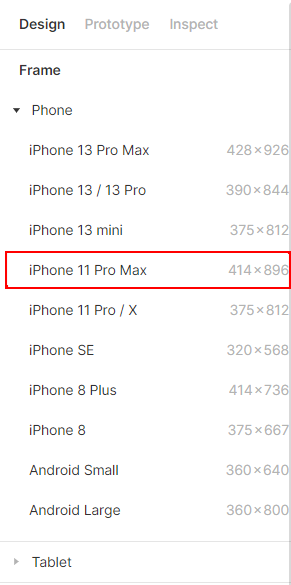 Design Prototype Inspect
Frame
Phone
iPhone 13 Pro Max 428×926
iPhone 13 / 13 Pro 390×844
iPhone 13 mini 375×812
iPhone 11 Pro Max 414×896
iPhone 11 Pro / X 375×812
iPhone SE 320×568
iPhone 8 Plus 414×736
iPhone 8 375×667
Android Small 360×640
Android Large 360×800
Tablet